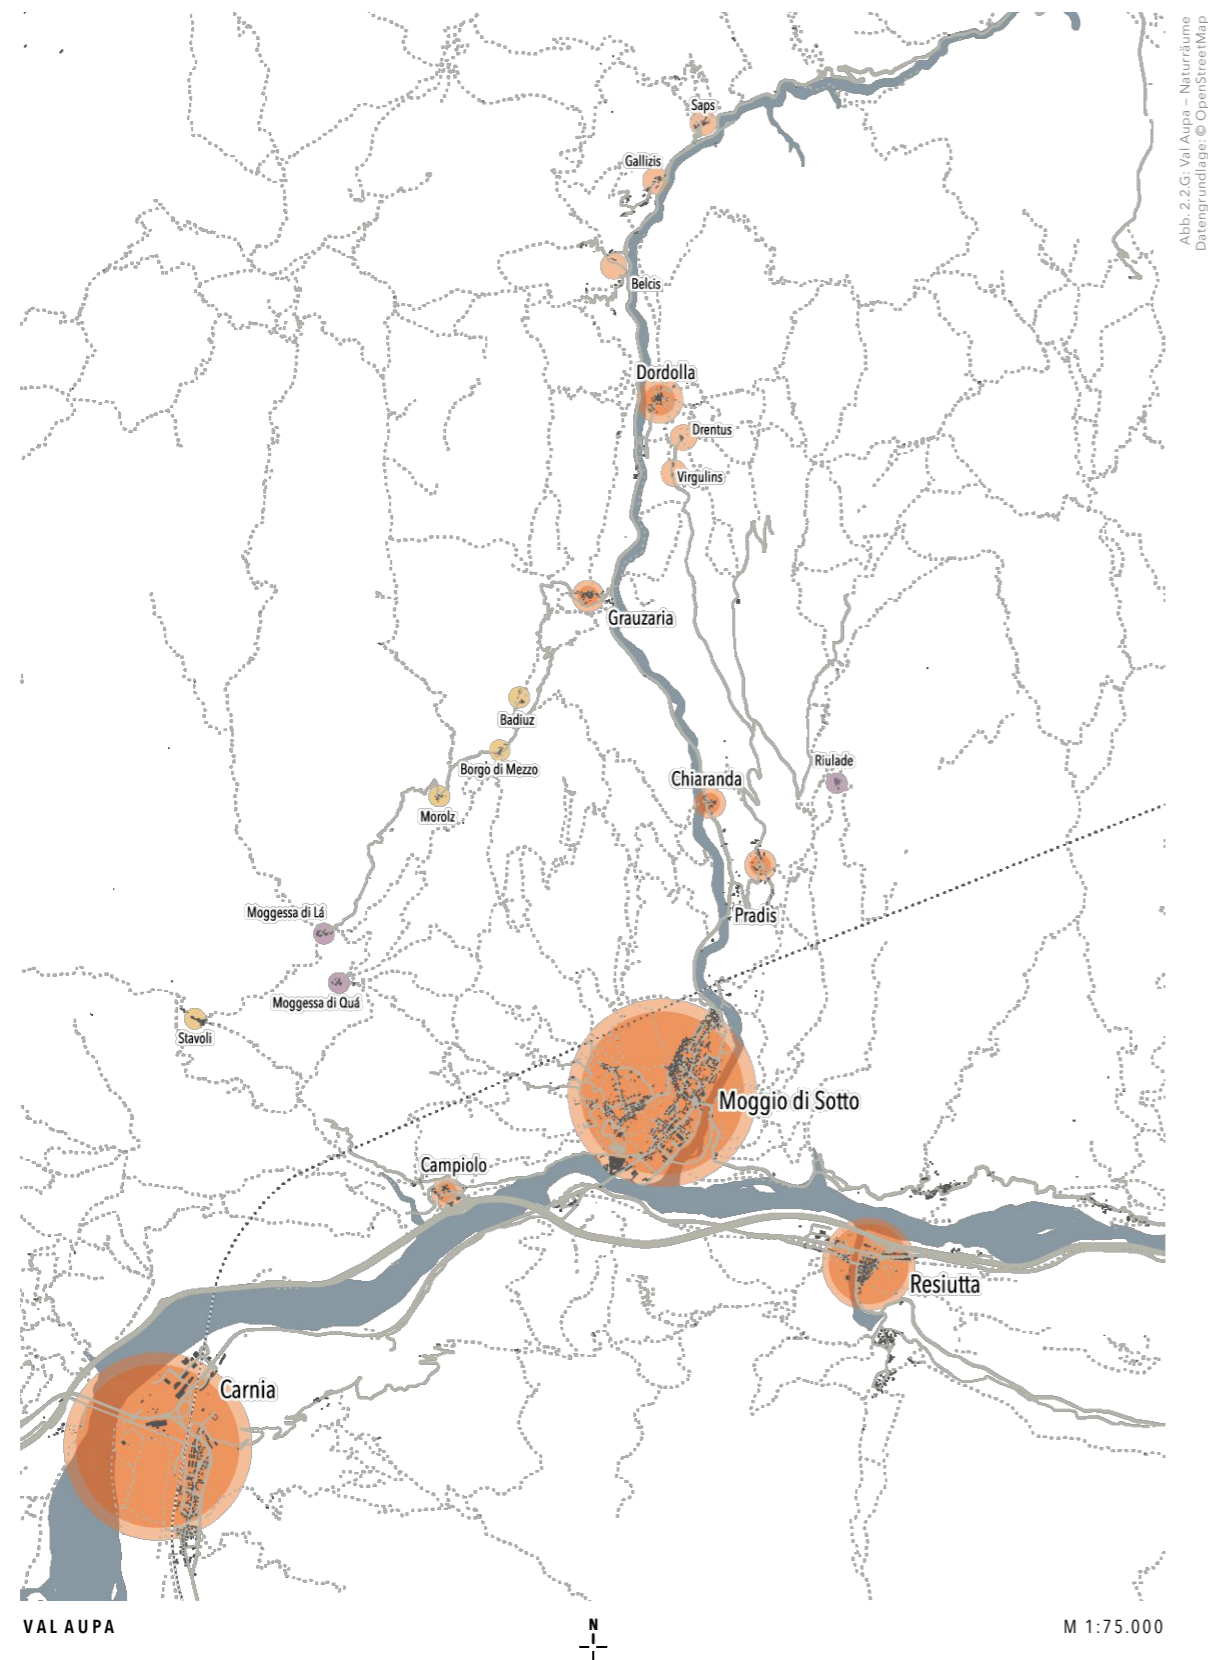 Abb. 2.2.G: Val Aupa – Naturräume
Datengrundlage: © OpenStreetMap
Saps
Gallizis
Belcis
Dordolla
Drentus
Virgulins
Grauzaria
Badiuz
Borgo di Mezzo
Riulade
Chiaranda
Morolz
Moggessa di Lá
Pradis
Moggessa di Quá
Stavoli
Moggio di Sotto
Campiolo
Resiutta
Carnia
VAL AUPA
N
M 1:75.000